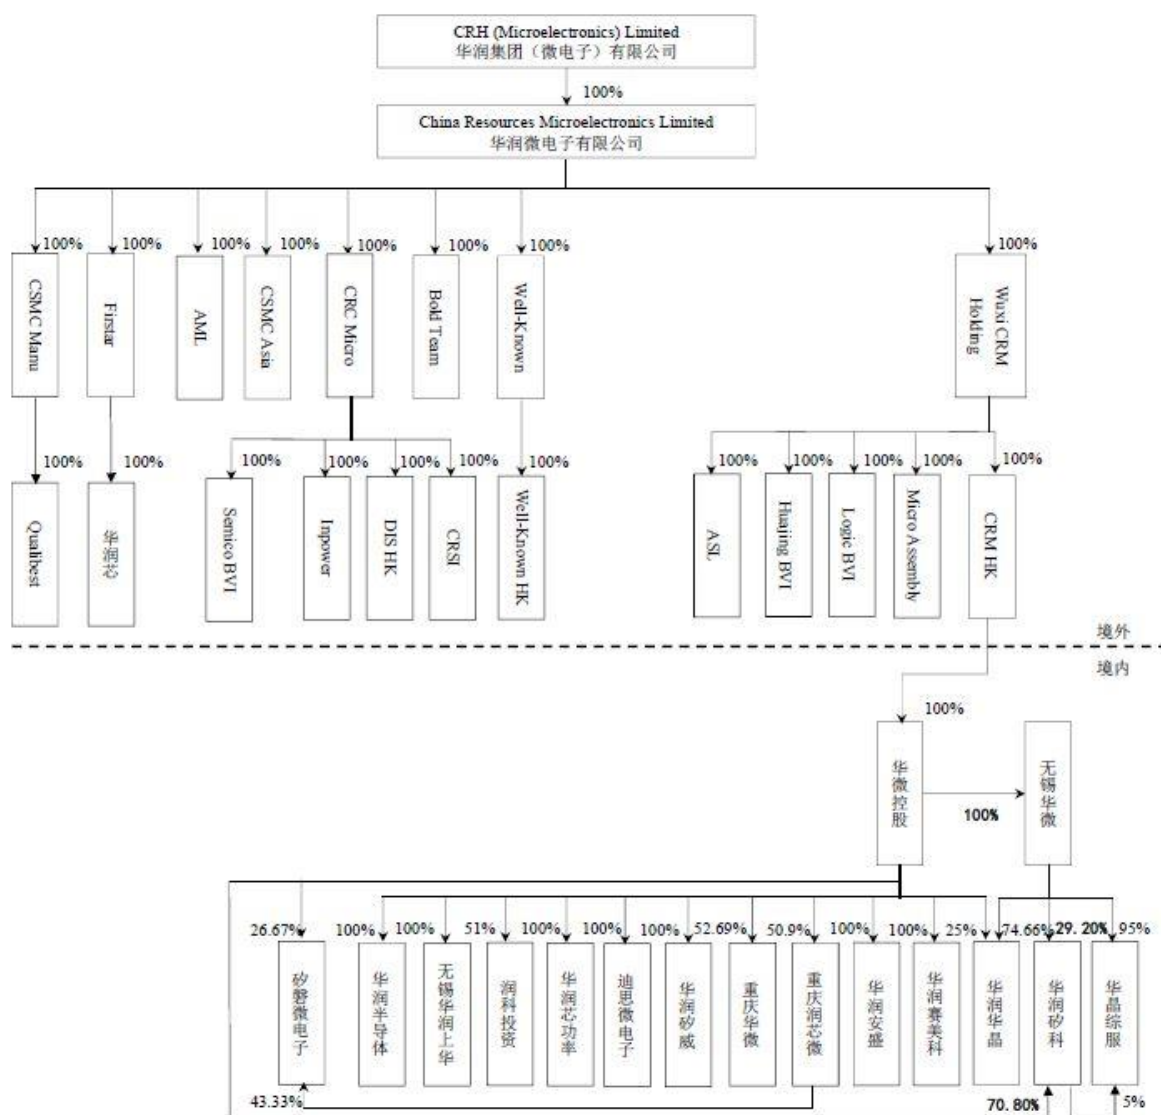 CRH (Microelectronics) Limited
华润集团（微电子）有限公司
100%
China Resources Microelectronics Limited
华润微电子有限公司
100%
100%
100%
100%
100%
100%
100%
100%
CSMC Manu
Firstar
AML
CSMC Asia
CRC Micro
Bold Team
Well-Known
Wuxi CRM
Holding
100%
100%
100%
100%
100%
100%
100%
100%
100%
100%
100%
100%
Qualibest
华润芯
Semico BVI
Inpower
DIS HK
CRSI
Well-Known HK
ASL
Huajing BVI
Logic BVI
Micro Assembly
CRM HK
境外
境内
100%
华微控股
100%
无锡华微
26.67%
100%
100%
51%
100%
100%
100%
52.69%
50.9%
100%
100%
25%
74.66%
29.20%
95%
矽磐微电子
华润半导体
无锡华润上华
润科投资
华润芯功率
迪思微电子
华润矽威
重庆华微
重庆润芯微
华润安盛
华润赛美科
华润华晶
华润矽科
华晶综服
43.33%
70.80%
5%